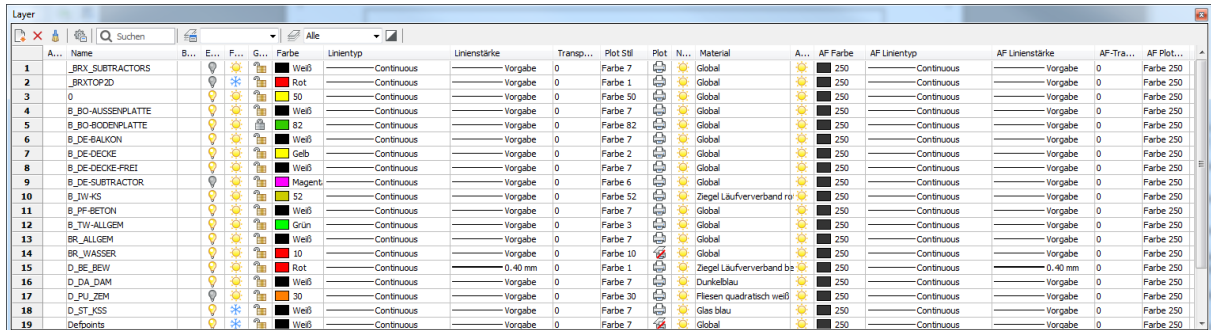 Layer
Suchen Alle
A... Name B... E... F... G... Farbe Linientyp Linienstärke Transp... Plot Stil Plot N... Material A... AF Farbe AF Linientyp AF Linienstärke AF-Tra... AF Plot...
1 _BRX_SUBTRACTORS Weiß Continuous Vorgabe 0 Farbe 7 Global 250 Continuous Vorgabe 0 Farbe 250
2 _BRXTOP2D Rot Continuous Vorgabe 0 Farbe 1 Global 250 Continuous Vorgabe 0 Farbe 250
3 0 50 Continuous Vorgabe 0 Farbe 50 Global 250 Continuous Vorgabe 0 Farbe 250
4 B_BO-AUSSENPLATTE Weiß Continuous Vorgabe 0 Farbe 7 Global 250 Continuous Vorgabe 0 Farbe 250
5 B_BO-BODENPLATTE 82 Continuous Vorgabe 0 Farbe 82 Global 250 Continuous Vorgabe 0 Farbe 250
6 B_DE-BALKON Weiß Continuous Vorgabe 0 Farbe 7 Global 250 Continuous Vorgabe 0 Farbe 250
7 B_DE-DECKE Gelb Continuous Vorgabe 0 Farbe 2 Global 250 Continuous Vorgabe 0 Farbe 250
8 B_DE-DECKE-FREI Weiß Continuous Vorgabe 0 Farbe 7 Global 250 Continuous Vorgabe 0 Farbe 250
9 B_DE-SUBTRACTOR Magent Continuous Vorgabe 0 Farbe 6 Global 250 Continuous Vorgabe 0 Farbe 250
10 B_IW-KS 52 Continuous Vorgabe 0 Farbe 52 Ziegel Läufverband ro 250 Continuous Vorgabe 0 Farbe 250
11 B_PF-BETON Weiß Continuous Vorgabe 0 Farbe 7 Global 250 Continuous Vorgabe 0 Farbe 250
12 B_TW-ALLGEM Grün Continuous Vorgabe 0 Farbe 3 Global 250 Continuous Vorgabe 0 Farbe 250
13 BR_ALLGEM Weiß Continuous Vorgabe 0 Farbe 7 Global 250 Continuous Vorgabe 0 Farbe 250
14 BR_WASSER 10 Continuous Vorgabe 0 Farbe 10 Global 250 Continuous Vorgabe 0 Farbe 250
15 D_BE_BEW Rot Continuous 0.40 mm 0 Farbe 1 Ziegel Läufverband be 250 Continuous 0.40 mm 0 Farbe 250
16 D_DA_DAM Weiß Continuous Vorgabe 0 Farbe 7 Dunkelblau 250 Continuous Vorgabe 0 Farbe 250
17 D_PU_ZEM 30 Continuous Vorgabe 0 Farbe 30 Fliesen quadratisch weiß 250 Continuous Vorgabe 0 Farbe 250
18 D_ST_KSS Weiß Continuous Vorgabe 0 Farbe 7 Glas blau 250 Continuous Vorgabe 0 Farbe 250
19 Defpoints Weiß Continuous Vorgabe 0 Farbe 7 Global 250 Continuous Vorgabe 0 Farbe 250